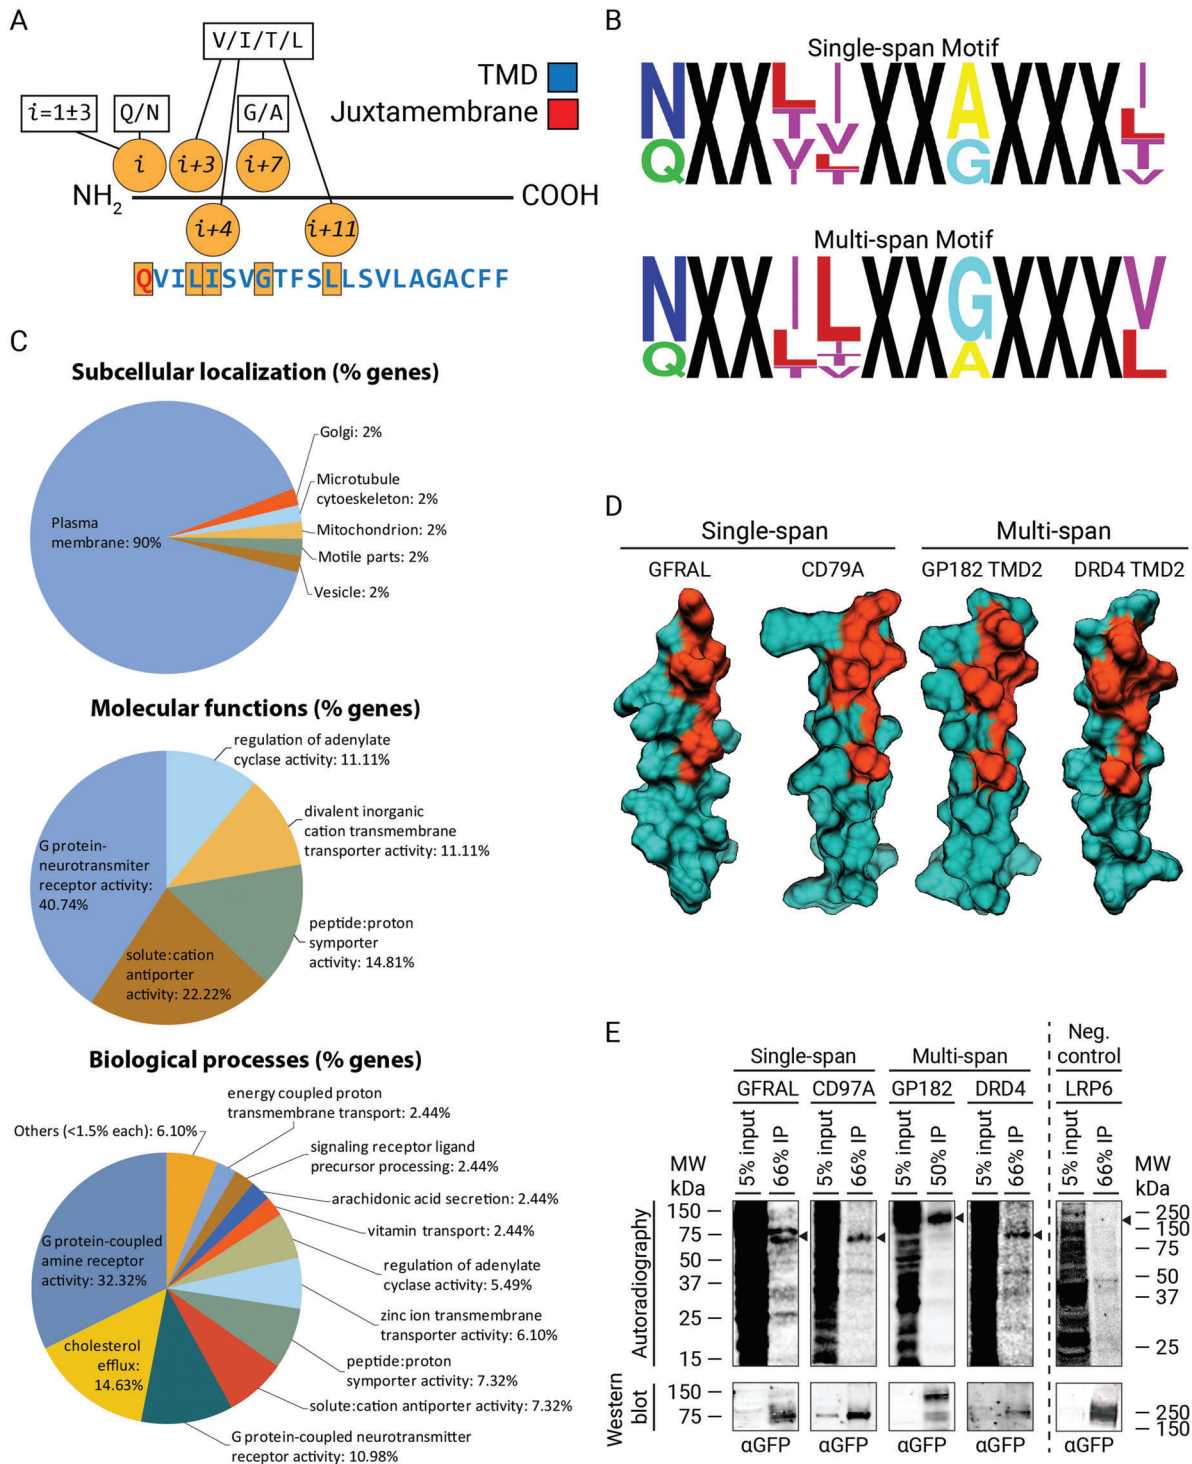 A
V/I/T/L
TMD
Juxtamembrane
i=1±3
Q/N
G/A
i
i+3
i+7
NH2
COOH
i+4
i+11
QVILISVGTFSLLSVLAGACFF
B
Single-span Motif
NXXLIXXAXXXI
TV
L
QVL
G
T
IT
V
Multi-span Motif
NXXILXXGXXXV
LI
QTV
A
L
C
Subcellular localization (% genes)
Golgi: 2%
Microtubule
cytoeskeleton: 2%
Plasma
membrane: 90%
Mitochondrion: 2%
Motile parts: 2%
Vesicle: 2%
Molecular functions (% genes)
regulation of adenylate
cyclase activity: 11.11%
divalent inorganic
cation transmembrane
transporter activity: 11.11%
G protein-
neurotransmiter
receptor activity:
40.74%
peptide:proton
symporter
activity: 14.81%
solute:cation
antiporter
activity: 22.22%
Biological processes (% genes)
energy coupled proton
transmembrane transport: 2.44%
Others (<1.5% each): 6.10%
signaling receptor ligand
precursor processing: 2.44%
arachidonic acid secretion: 2.44%
vitamin transport: 2.44%
G protein-coupled
amine receptor
activity: 32.32%
regulation of adenylate
cyclase activity: 5.49%
zinc ion transmembrane
transporter activity: 6.10%
cholesterol
efflux:
14.63%
peptide:proton
symporter activity: 7.32%
solute:cation antiporter activity: 7.32%
G protein-coupled neurotransmitter
receptor activity: 10.98%
D
Single-span
Multi-span
GFRAL
CD79A
GP182 TMD2
DRD4 TMD2
E
Single-span
Multi-span
Neg.
control
GFRAL
CD97A
GP182
DRD4
LRP6
5% input
66% IP
5% input
66% IP
5% input
50% IP
5% input
66% IP
5% input
66% IP
MW
kDa
MW
kDa
Autoradiography
150
75
50
37
25
15
250
150
75
50
37
25
Western
blot
150
75
250
150
αGFP
αGFP
αGFP
αGFP
αGFP